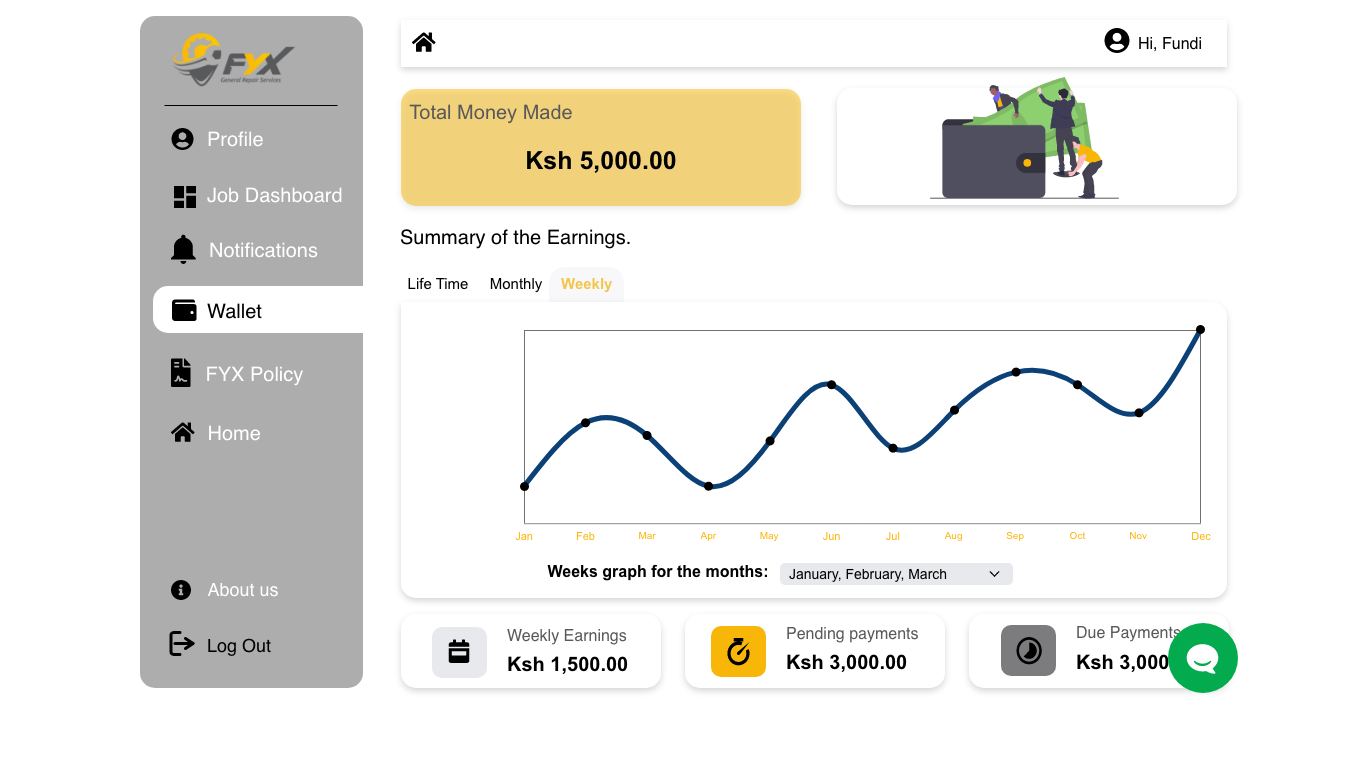 FYX
General Repair Services
Profile
Job Dashboard
Notifications
Wallet
FYX Policy
Home
About us
Log Out
Hi, Fundi
Total Money Made
Ksh 5,000.00
Summary of the Earnings.
Life Time Monthly Weekly
Jan Feb Mar Apr May Jun Jul Aug Sep Oct Nov Dec
Weeks graph for the months: January, February, March
Weekly Earnings
Ksh 1,500.00
Pending payments
Ksh 3,000.00
Due Payments
Ksh 3,000